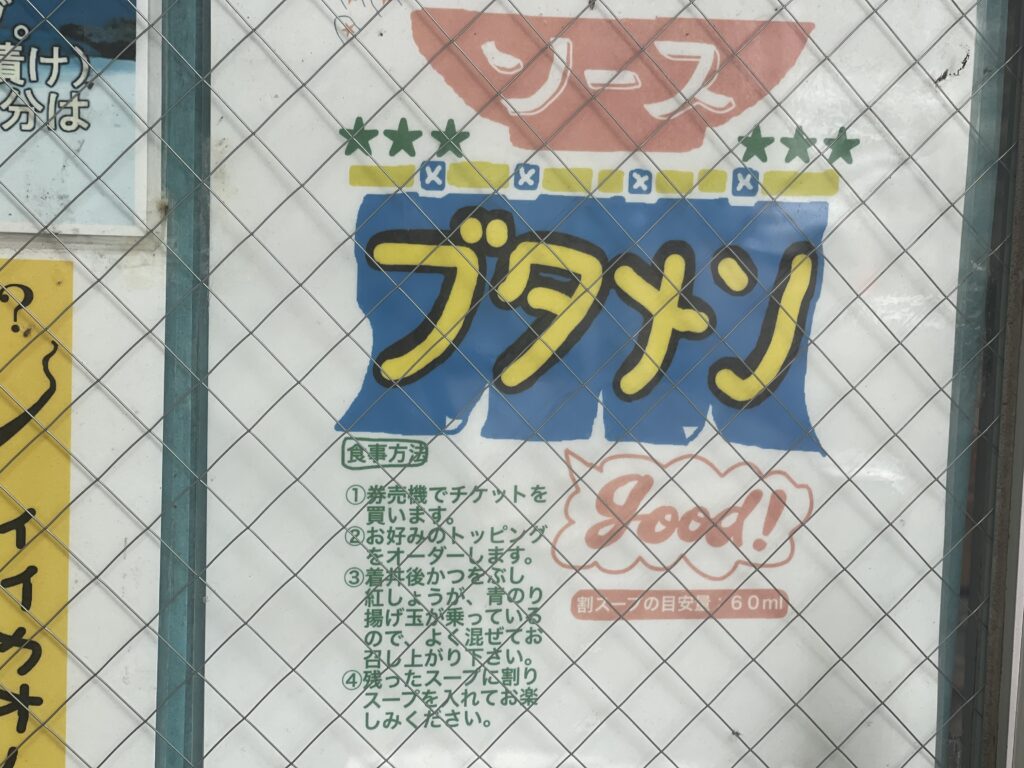 漬け)
分は
ソース
ブタメン
食事方法
①券売機でチケットを
買います。
②お好みのトッピング
をオーダーします。
③着丼後かつをぶし
紅しょうが、青のり
揚げ玉が乗っている
ので、よく混ぜてお
召し上がり下さい。
④残ったスープに割り
スープを入れてお楽
しみください。
good!
割スープの目安量:60ml
?